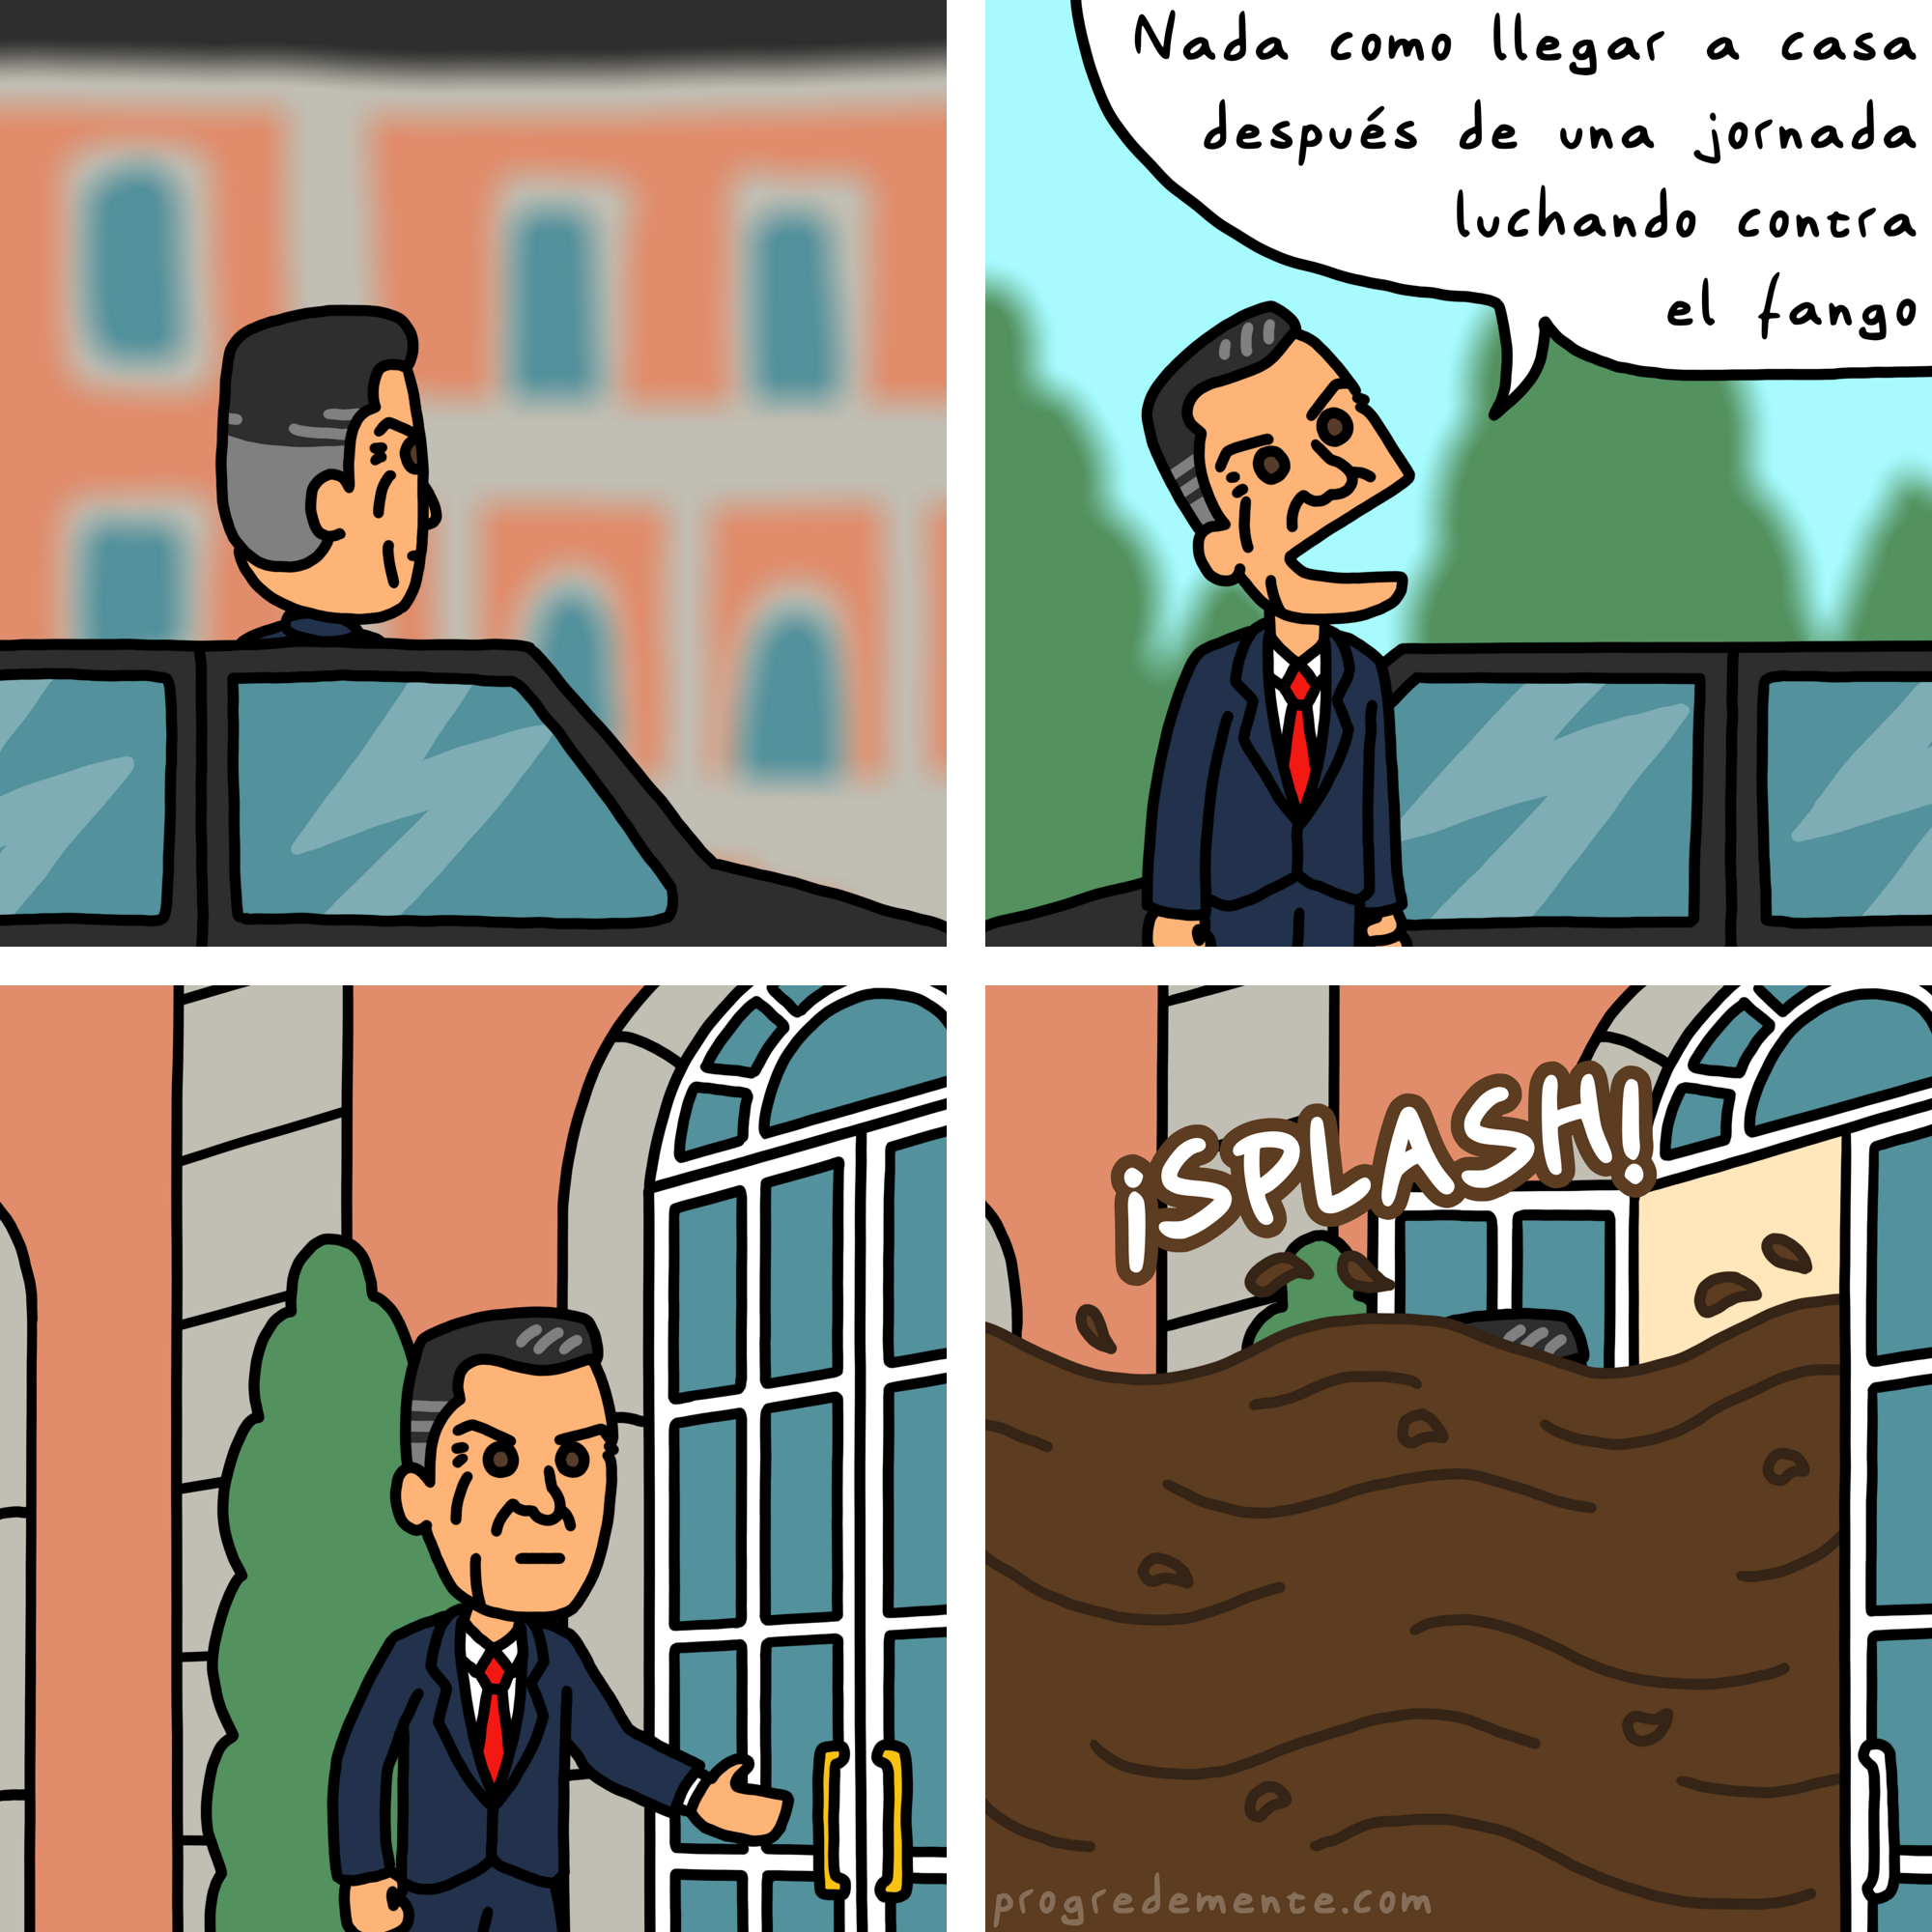 Nada como llegar a casa
después de una jornada
luchando contra
el fango
¡SPLASH!
progredemente.com